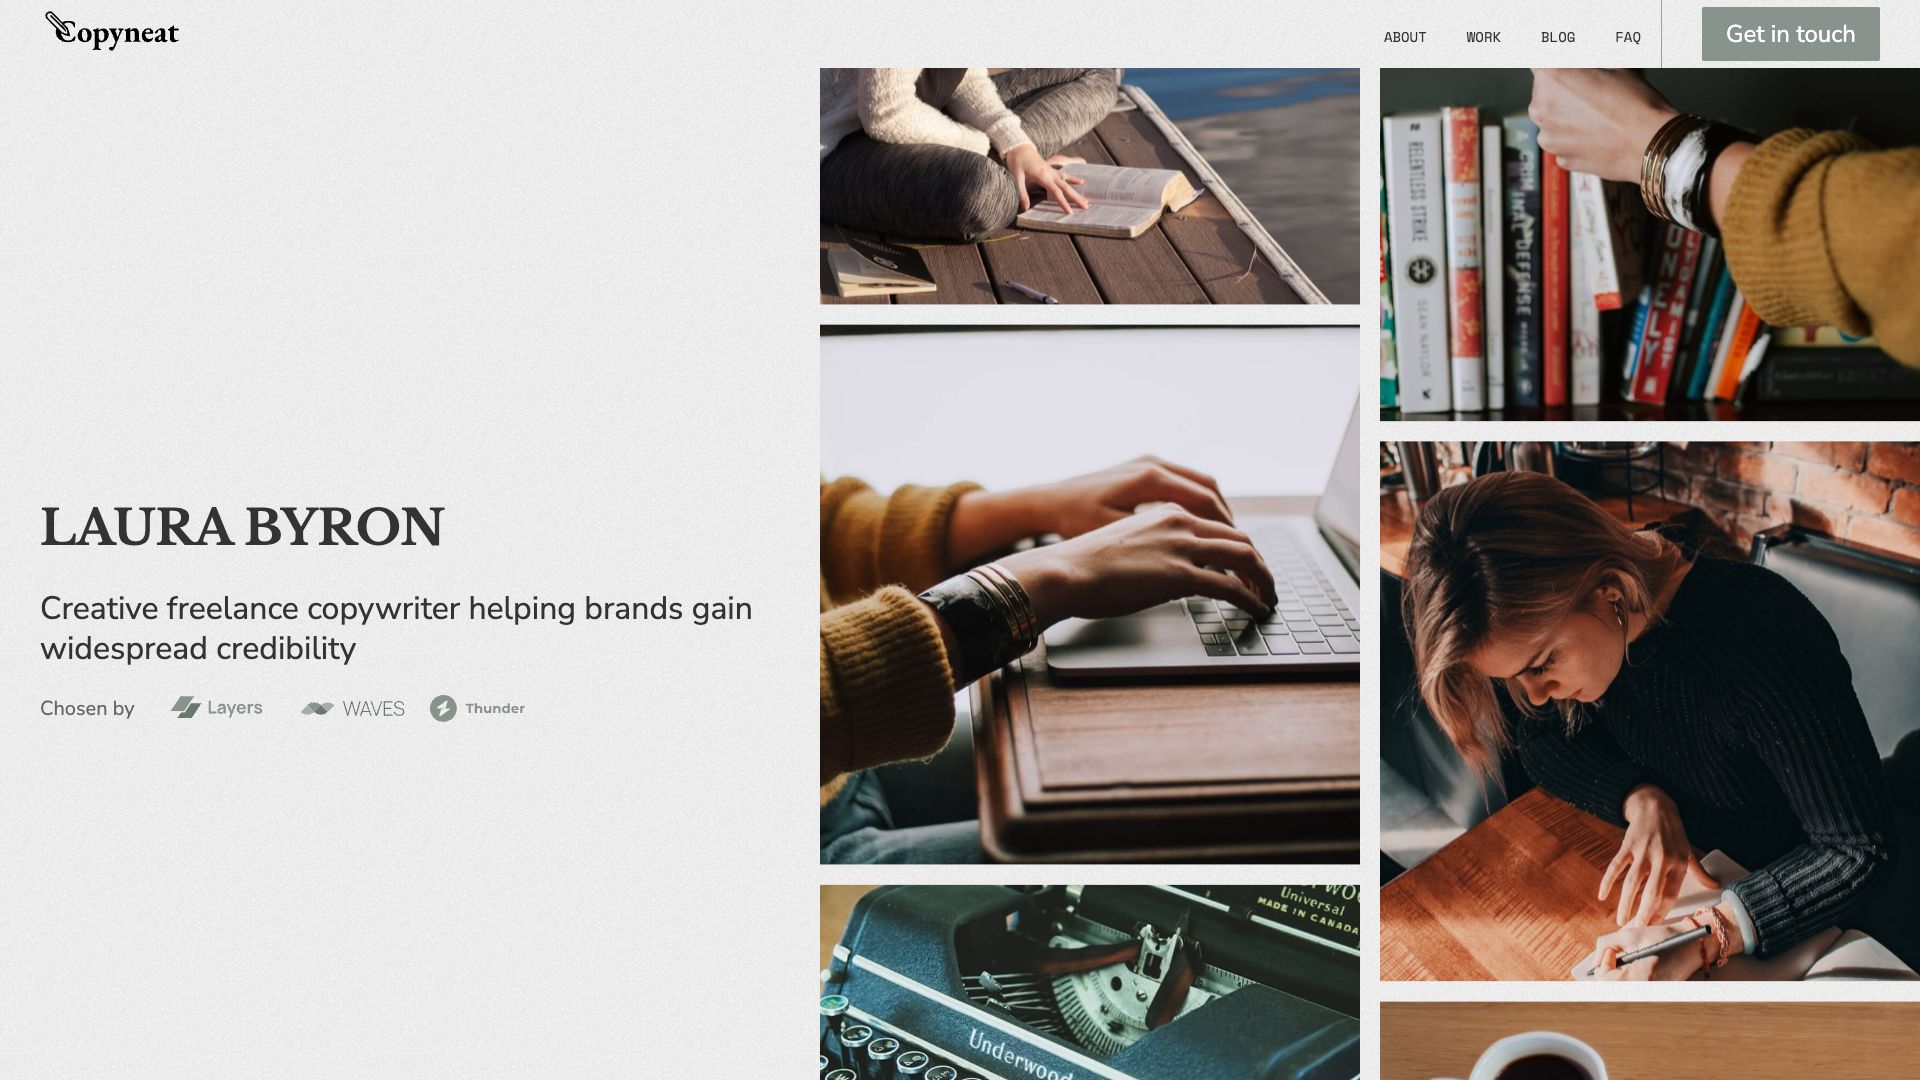 Copyneat
ABOUT
WORK
BLOG
FAQ
Get in touch
LAURA BYRON
Creative freelance copywriter helping brands gain
widespread credibility
Chosen by
Layers
WAVES
Thunder
RELENTLESS STRIKE
SEAN NAYLOR
Universal
MADE IN CANADA
Underwood